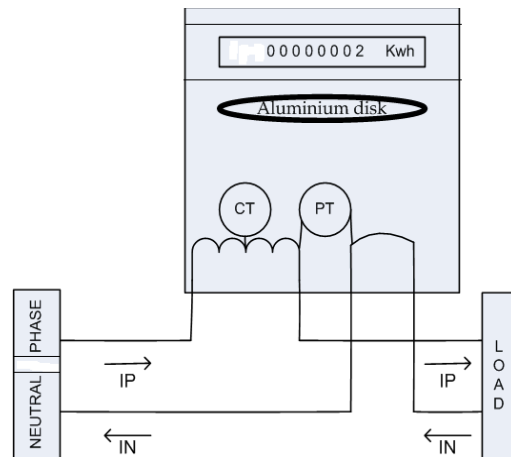 00000002 Kwh
Aluminium disk
CT PT
PHASE
IP
IP
LOAD
NEUTRAL
IN
IN